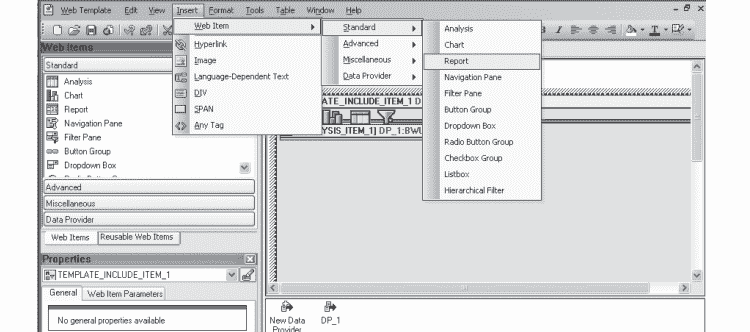 Web Template Edit View Insert Format Tools Table Window Help
Web Items
Standard
Analysis
Chart
Report
Navigation Pane
Filter Pane
Button Group
Dropdown Box
Advanced
Miscellaneous
Data Provider
Web Items Reusable Web Items
Properties
TEMPLATE_INCLUDE_ITEM_1
General Web Item Parameters
No general properties available
Web Item
Hyperlink
Image
Language-Dependent Text
DIV
SPAN
Any Tag
Standard
Advanced
Miscellaneous
Data Provider
Analysis
Chart
Report
Navigation Pane
Filter Pane
Button Group
Dropdown Box
Radio Button Group
Checkbox Group
Listbox
Hierarchical Filter
ATE_INCLUDE_ITEM_1 D
YSIS_ITEM_1] DP_1:BWU
New Data Provider
DP_1